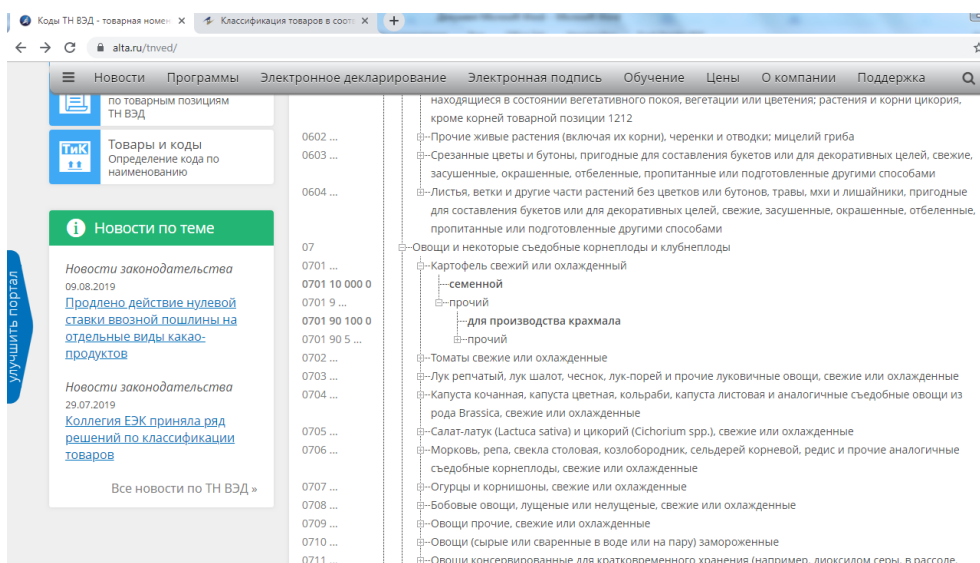 Коды ТН ВЭД - товарная номен
Классификация товаров в соотв
alta.ru/tnved/
Новости Программы Электронное декларирование Электронная подпись Обучение Цены О компании Поддержка
по товарным позициям
ТН ВЭД
ТиК
Товары и коды
Определение кода по
наименованию
Новости по теме
Новости законодательства
09.08.2019
Продлено действие нулевой
ставки ввозной пошлины на
отдельные виды какао-
продуктов
Новости законодательства
29.07.2019
Коллегия ЕЭК приняла ряд
решений по классификации
товаров
Все новости по ТН ВЭД »
улучшить портал
находящиеся в состоянии вегетативного покоя, вегетации или цветения; растения и корни цикория,
кроме корней товарной позиции 1212
0602 ... Прочие живые растения (включая их корни), черенки и отводки; мицелий гриба
0603 ... Срезанные цветы и бутоны, пригодные для составления букетов или для декоративных целей, свежие,
засушенные, окрашенные, отбеленные, пропитанные или подготовленные другими способами
0604 ... Листья, ветки и другие части растений без цветков или бутонов, травы, мхи и лишайники, пригодные
для составления букетов или для декоративных целей, свежие, засушенные, окрашенные, отбеленные,
пропитанные или подготовленные другими способами
07 Овощи и некоторые съедобные корнеплоды и клубнеплоды
0701 ... Картофель свежий или охлажденный
0701 10 000 0 семенной
0701 9 ... прочий
0701 90 100 0 для производства крахмала
0701 90 5 ... прочий
0702 ... Томаты свежие или охлажденные
0703 ... Лук репчатый, лук шалот, чеснок, лук-порей и прочие луковичные овощи, свежие или охлажденные
0704 ... Капуста кочанная, капуста цветная, кольраби, капуста листовая и аналогичные съедобные овощи из
рода Brassica, свежие или охлажденные
0705 ... Салат-латук (Lactuca sativa) и цикорий (Cichorium spp.), свежие или охлажденные
0706 ... Морковь, репа, свекла столовая, козлобородник, сельдерей корневой, редис и прочие аналогичные
съедобные корнеплоды, свежие или охлажденные
0707 ... Огурцы и корнишоны, свежие или охлажденные
0708 ... Бобовые овощи, лущеные или нелущеные, свежие или охлажденные
0709 ... Овощи прочие, свежие или охлажденные
0710 ... Овощи (сырые или сваренные в воде или на пару) замороженные
0711 ... Овощи консервированные для кратковременного хранения (например, диоксидом серы, в рассоле,